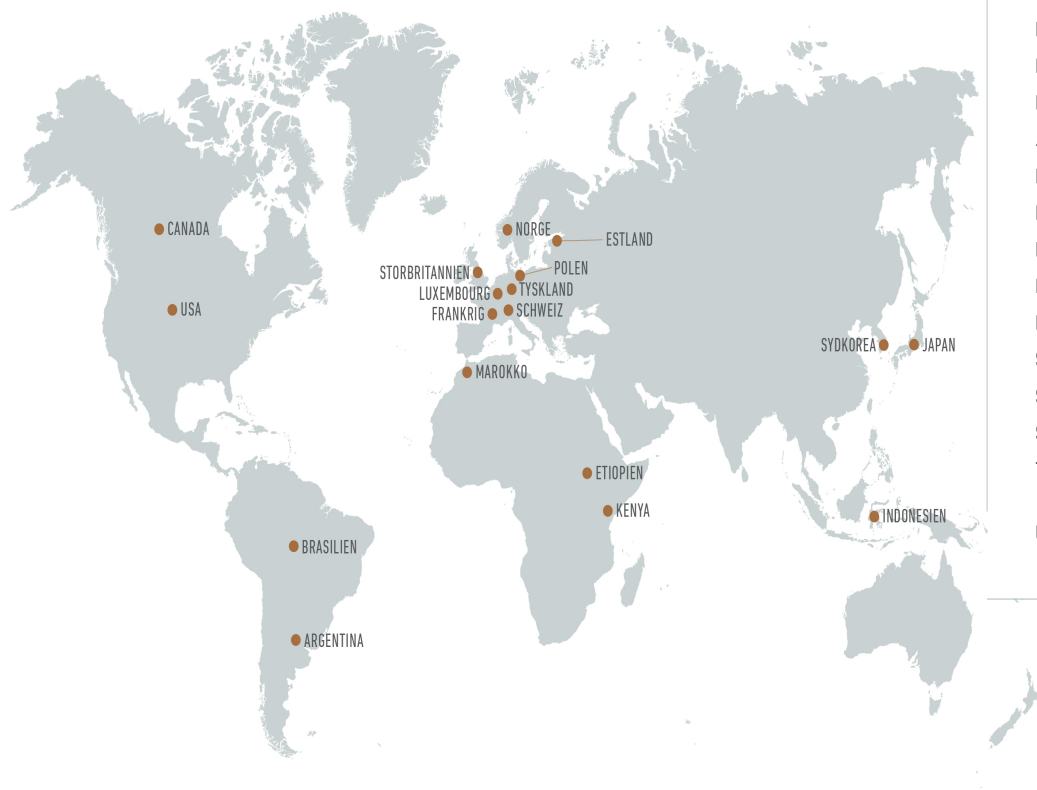 CANADA
NORGE
ESTLAND
POLEN
STORBRITANNIEN
TYSKLAND
LUXEMBOURG
USA
SCHWEIZ
FRANKRIG
SYDKOREA
JAPAN
MAROKKO
ETIOPIEN
KENYA
INDONESIEN
BRASILIEN
ARGENTINA